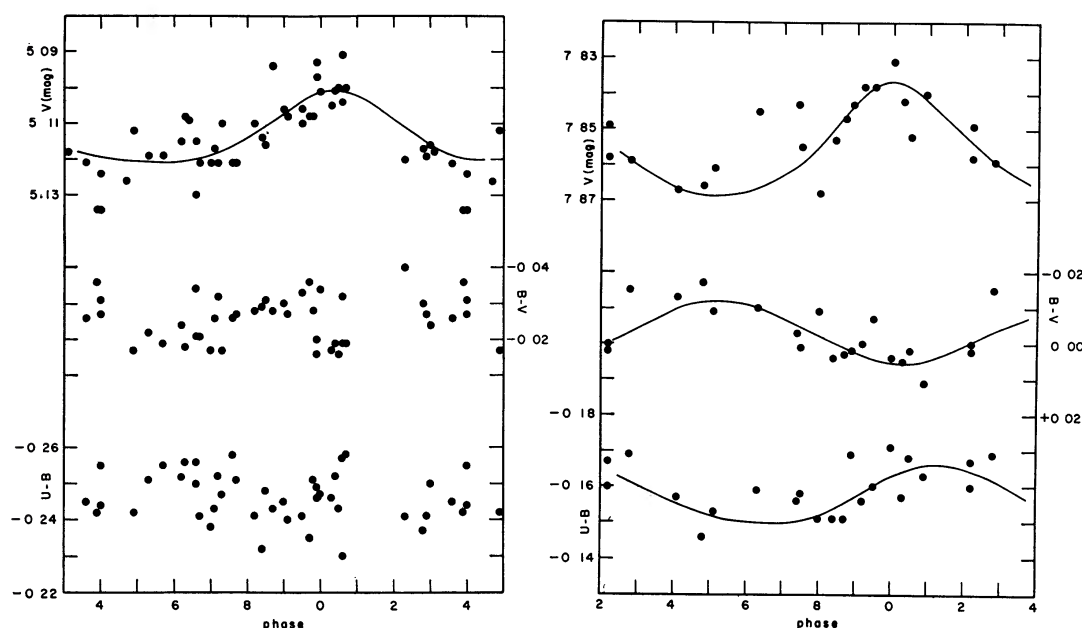 5 09
V (mag)
5 11
5 13
-0 04
B-V
-0 02
-0 26
U-B
-0 24
-0 22
4 6 8 0 2 4
phase
7 83
V (mag)
7 85
7 87
-0 02
B-V
0 00
+0 02
-0 18
-0 16
U-B
-0 14
2 4 6 8 0 2 4
phase